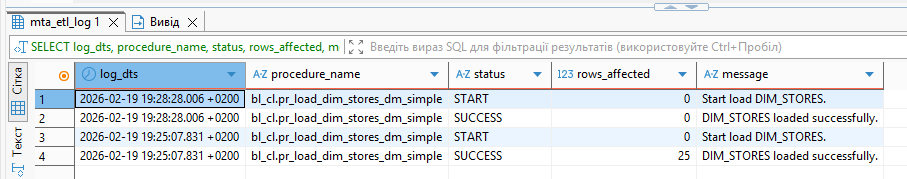 mta_etl_log 1 Вивід
SELECT log_dts, procedure_name, status, rows_affected, m Введіть вираз SQL для фільтрації результатів (використовуйте Ctrl+Пробіл)
Сітка
Текст
log_dts A-Z procedure_name A-Z status 123 rows_affected A-Z message
1 2026-02-19 19:28:28.006 +0200 bl_cl.pr_load_dim_stores_dm_simple START 0 Start load DIM_STORES.
2 2026-02-19 19:28:28.006 +0200 bl_cl.pr_load_dim_stores_dm_simple SUCCESS 0 DIM_STORES loaded successfully.
3 2026-02-19 19:25:07.831 +0200 bl_cl.pr_load_dim_stores_dm_simple START 0 Start load DIM_STORES.
4 2026-02-19 19:25:07.831 +0200 bl_cl.pr_load_dim_stores_dm_simple SUCCESS 25 DIM_STORES loaded successfully.